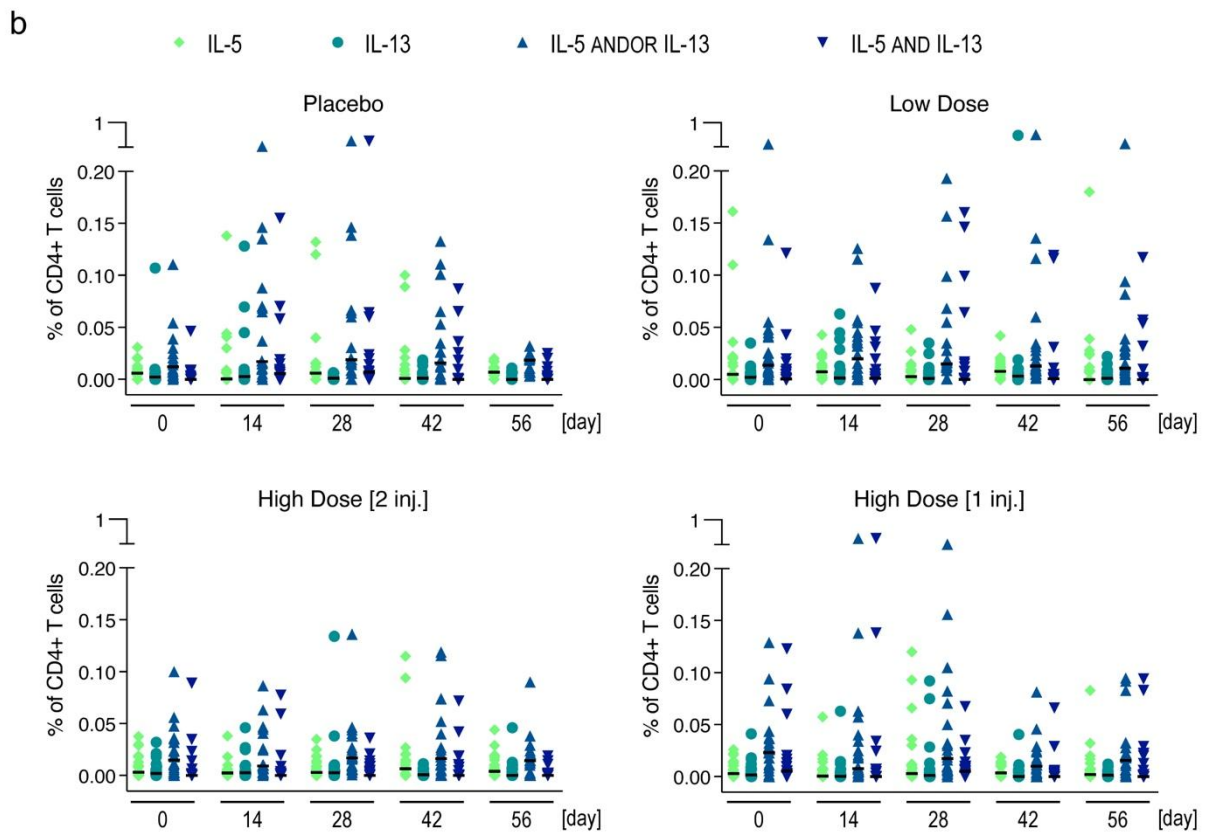 b
IL-5 IL-13 IL-5 ANDOR IL-13 IL-5 AND IL-13
Placebo
1
0.20
0.15
0.10
0.05
0.00
% of CD4+ T cells
0 14 28 42 56 [day]
Low Dose
1
0.20
0.15
0.10
0.05
0.00
% of CD4+ T cells
0 14 28 42 56 [day]
High Dose [2 inj.]
1
0.20
0.15
0.10
0.05
0.00
% of CD4+ T cells
0 14 28 42 56 [day]
High Dose [1 inj.]
1
0.20
0.15
0.10
0.05
0.00
% of CD4+ T cells
0 14 28 42 56 [day]